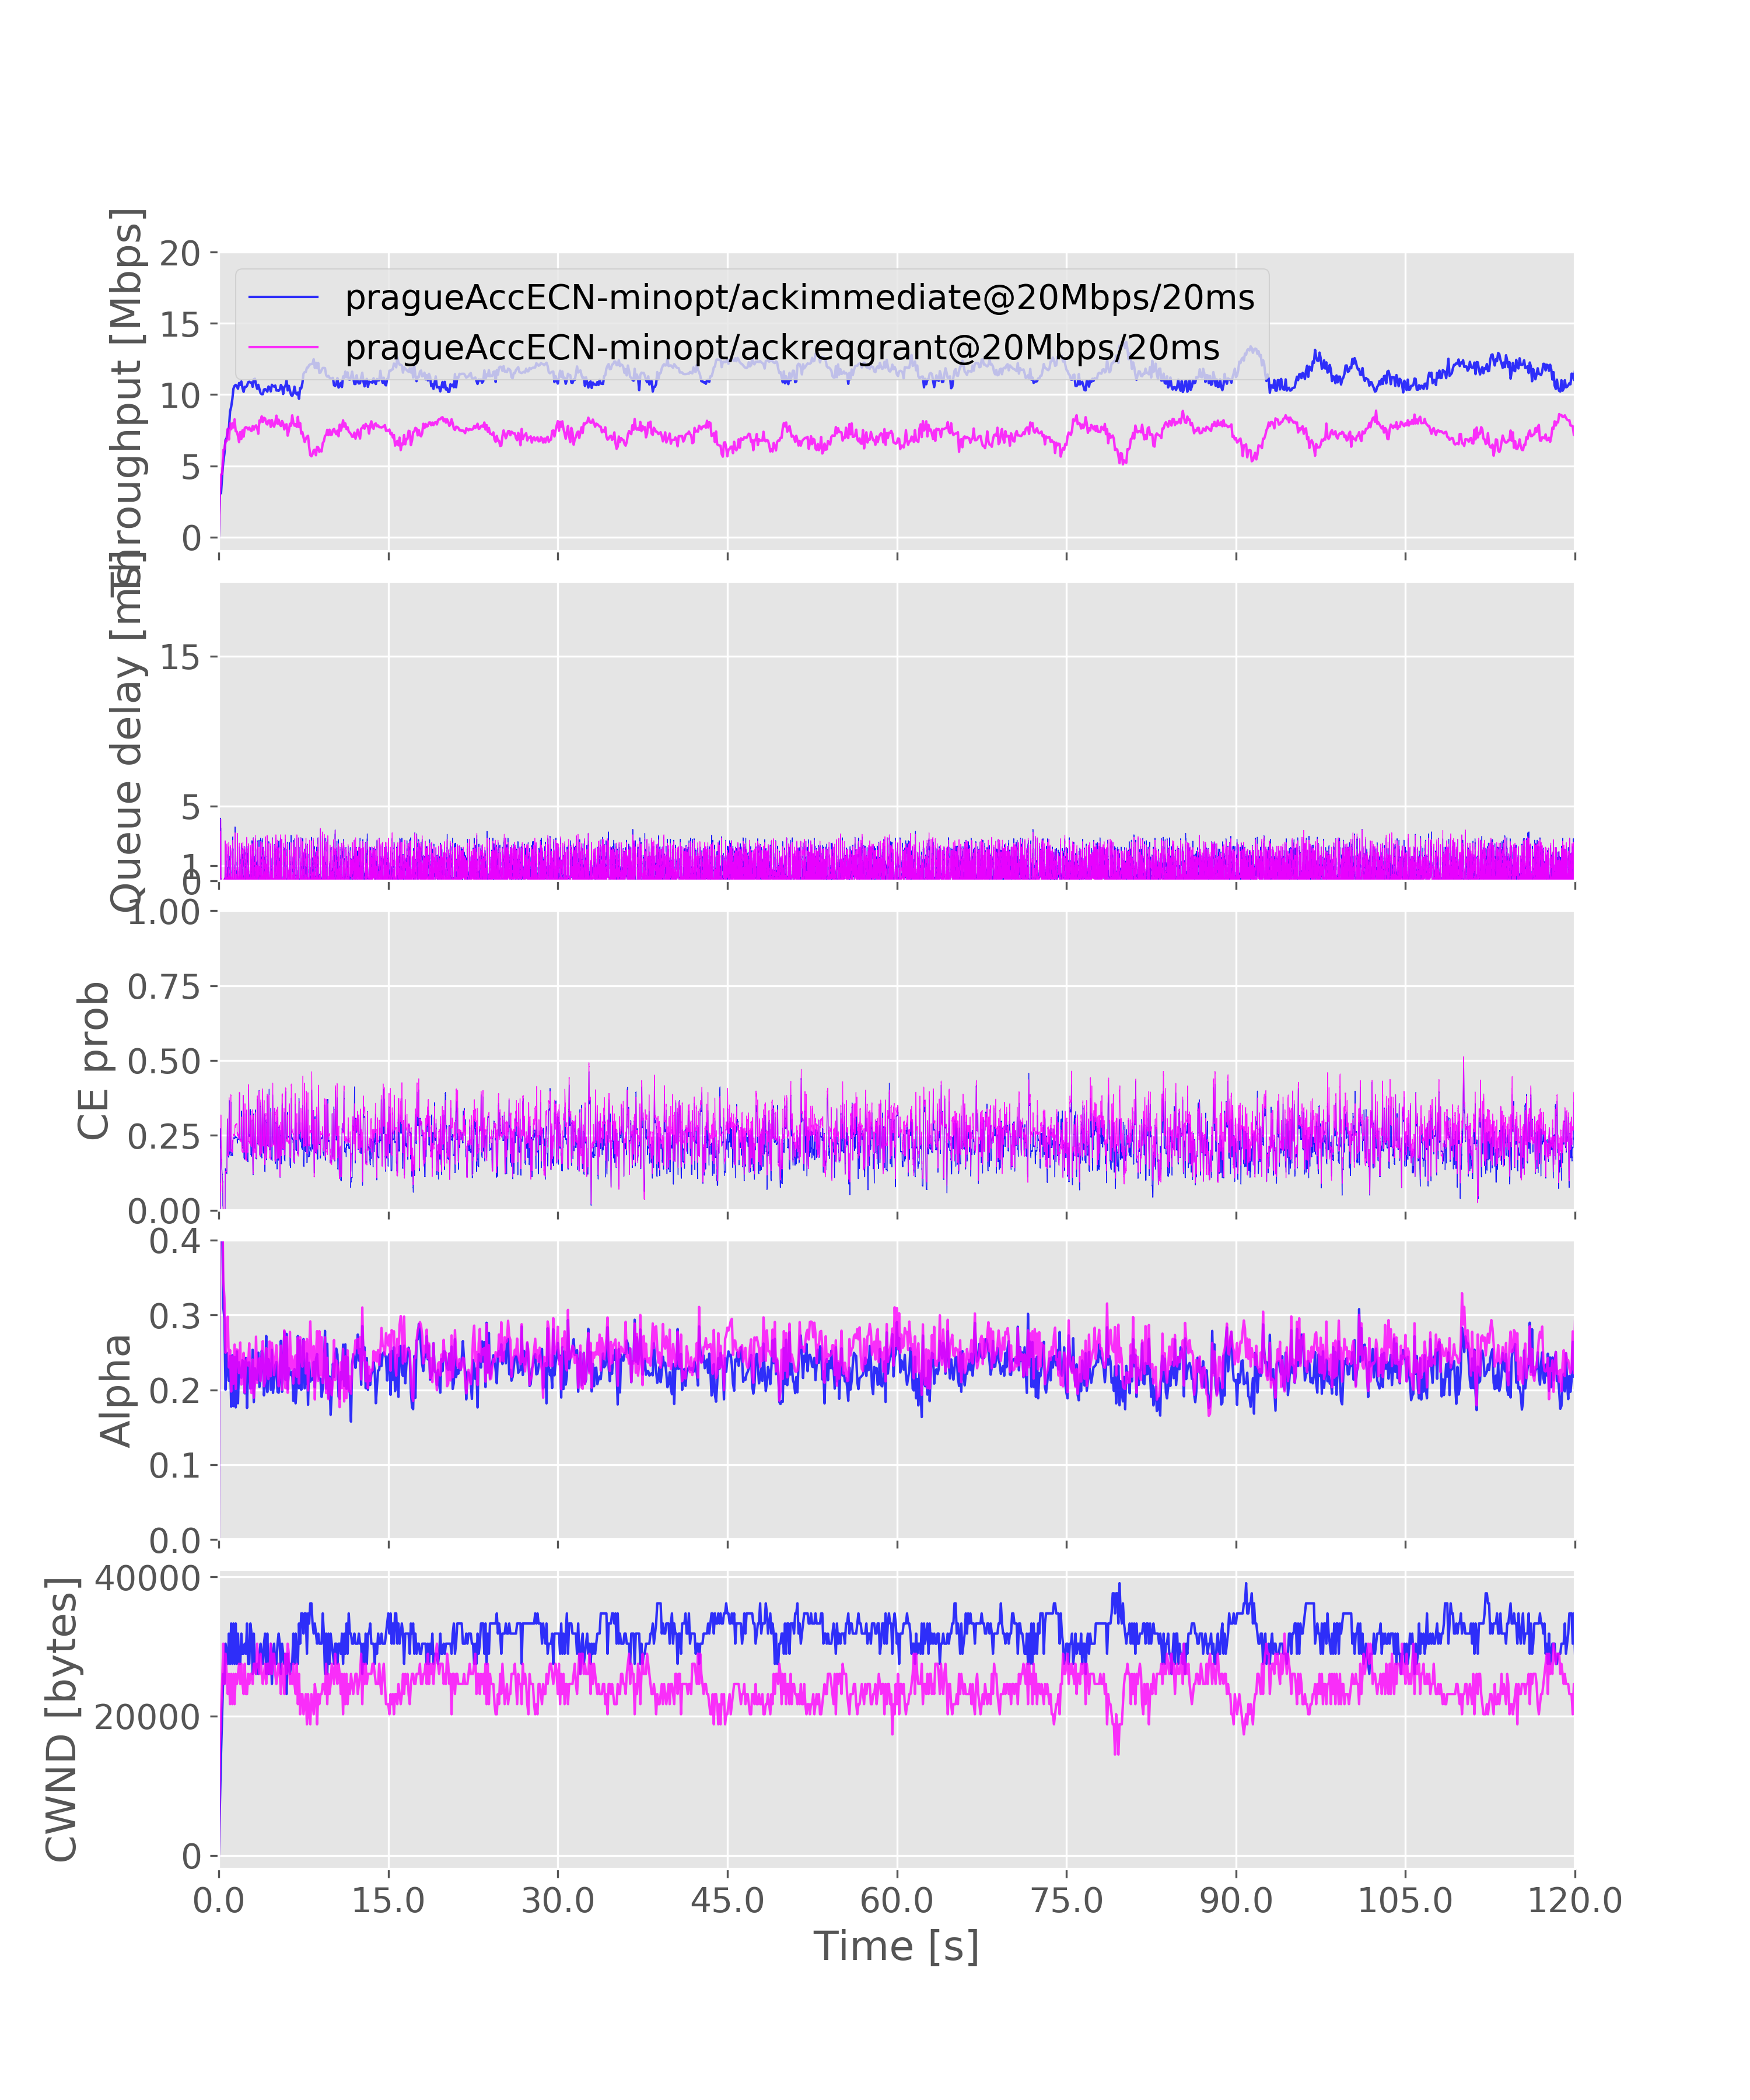 Throughput [Mbps]
20
15
10
5
0
pragueAccECN-minopt/ackimmediate@20Mbps/20ms
pragueAccECN-minopt/ackreqgrant@20Mbps/20ms
Queue delay [ms]
15
5
1
0
CE prob
1.00
0.75
0.50
0.25
0.00
Alpha
0.4
0.3
0.2
0.1
0.0
CWND [bytes]
40000
20000
0
0.0 15.0 30.0 45.0 60.0 75.0 90.0 105.0 120.0
Time [s]